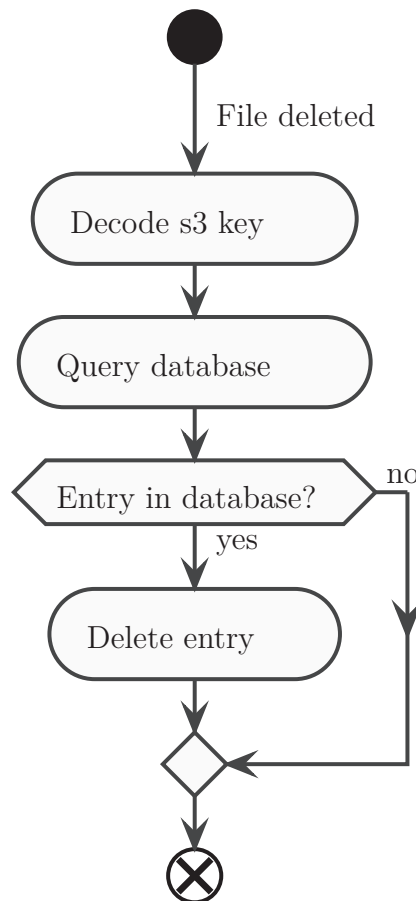 File deleted
Decode s3 key
Query database
Entry in database?
no
yes
Delete entry